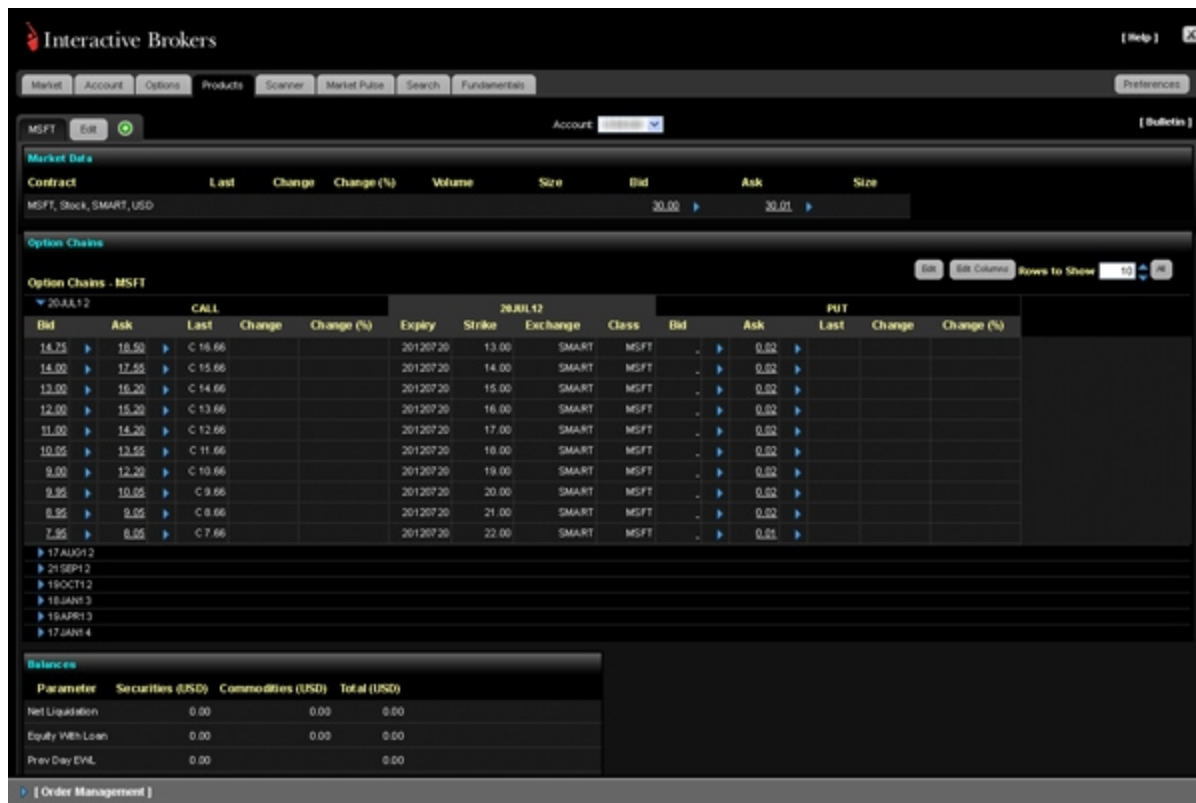 Interactive Brokers
[ Help ]
Market Account Options Products Scanner Market Pulse Search Fundamentals Preferences
MSFT Edit Account: [ Bulletin ]
Market Data
Contract Last Change Change (%) Volume Size Bid Ask Size
MSFT, Stock, SMART, USD 30.00 30.01
Option Chains
Edit Edit Columns Rows to Show 10 All
Option Chains - MSFT
20JUL12 CALL 20JUL12 PUT
Bid Ask Last Change Change (%) Expiry Strike Exchange Class Bid Ask Last Change Change (%)
14.75 18.50 C 16.66 20120720 13.00 SMART MSFT . 0.02
14.00 17.55 C 15.66 20120720 14.00 SMART MSFT . 0.02
13.00 16.20 C 14.66 20120720 15.00 SMART MSFT . 0.02
12.00 15.20 C 13.66 20120720 16.00 SMART MSFT . 0.02
11.00 14.20 C 12.66 20120720 17.00 SMART MSFT . 0.02
10.05 13.55 C 11.66 20120720 18.00 SMART MSFT . 0.02
9.00 12.20 C 10.66 20120720 19.00 SMART MSFT . 0.02
9.95 10.05 C 9.66 20120720 20.00 SMART MSFT . 0.02
8.95 9.05 C 8.66 20120720 21.00 SMART MSFT . 0.02
7.95 8.05 C 7.66 20120720 22.00 SMART MSFT . 0.01
17AUG12
21SEP12
19OCT12
18JAN13
19APR13
17JAN14
Balances
Parameter Securities (USD) Commodities (USD) Total (USD)
Net Liquidation 0.00 0.00 0.00
Equity With Loan 0.00 0.00 0.00
Prev Day EWL 0.00 0.00
[ Order Management ]